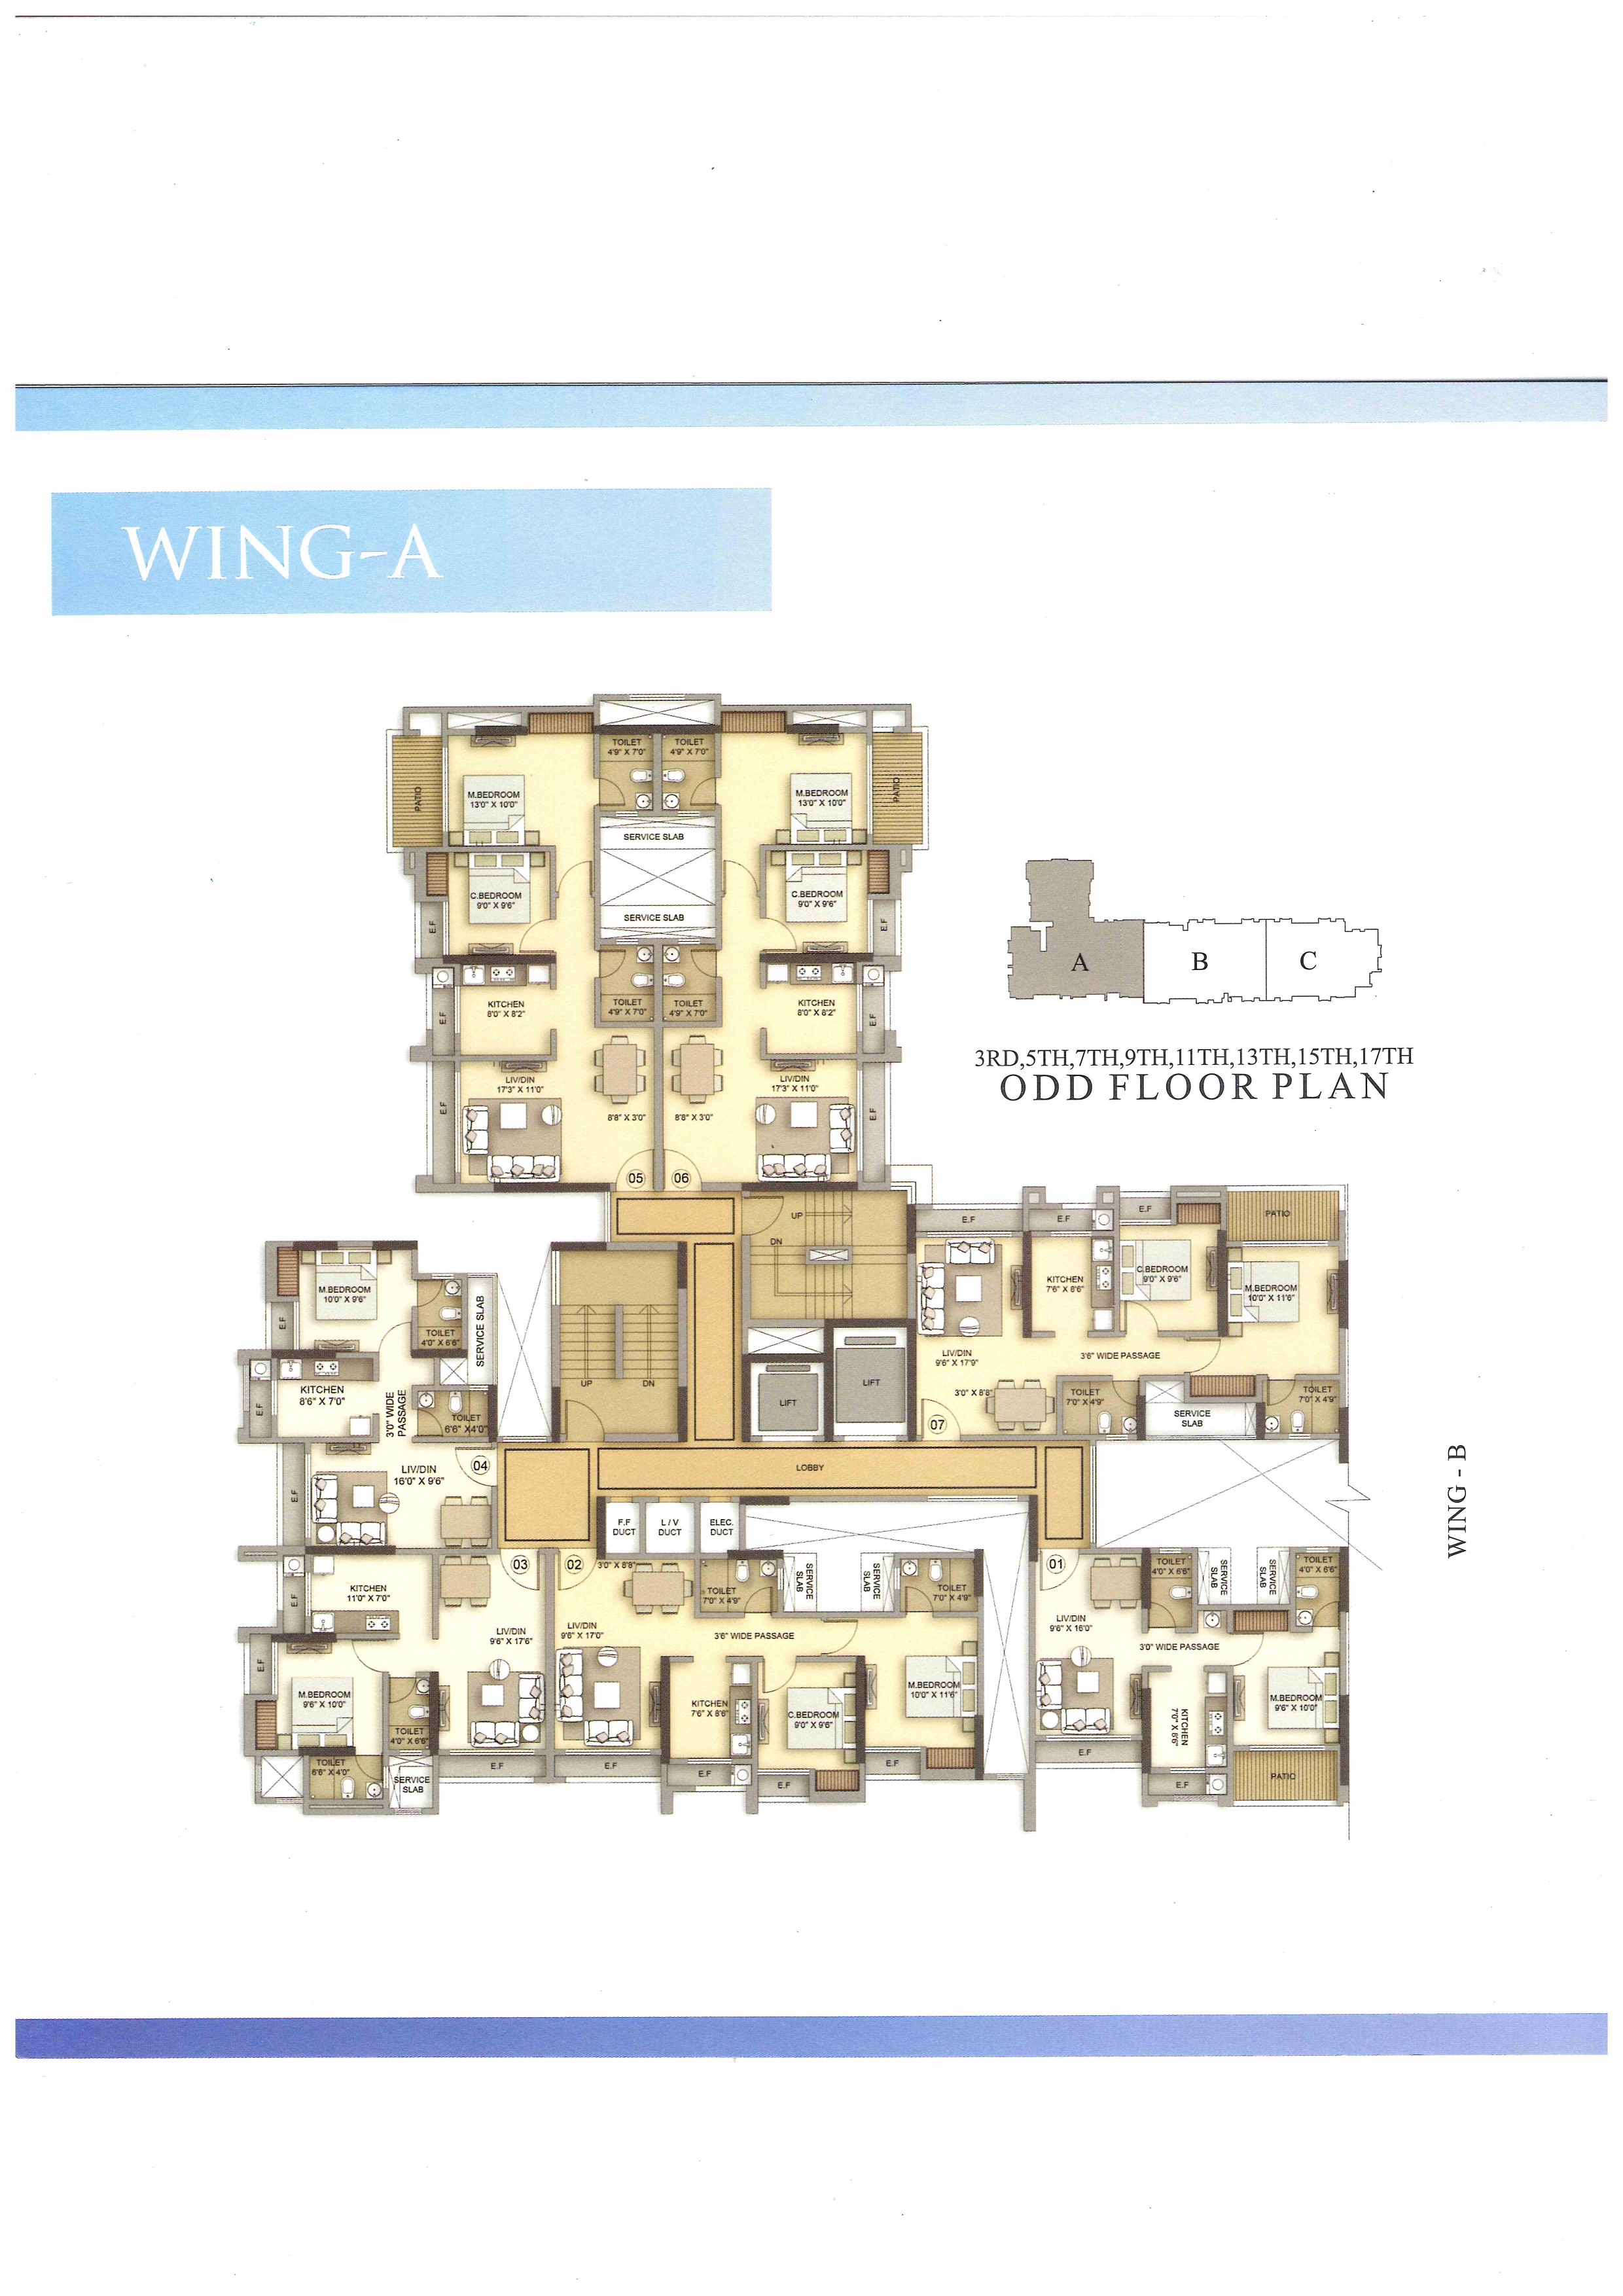 WING-A
TOILET
4'9" X 7'0"
TOILET
4'9" X 7'0"
PATIO
M.BEDROOM
13'0" X 10'0"
M.BEDROOM
13'0" X 10'0"
PATIO
SERVICE SLAB
C.BEDROOM
9'0" X 9'6"
C.BEDROOM
9'0" X 9'6"
E.F
SERVICE SLAB
E.F
KITCHEN
8'0" X 8'2"
TOILET
4'9" X 7'0"
TOILET
4'9" X 7'0"
KITCHEN
8'0" X 8'2"
E.F
E.F
LIV/DIN
17'3" X 11'0"
LIV/DIN
17'3" X 11'0"
E.F
8'8" X 3'0"
8'8" X 3'0"
E.F
05
06
A
B
C
3RD,5TH,7TH,9TH,11TH,13TH,15TH,17TH
ODD FLOOR PLAN
UP
DN
E.F
E.F
E.F
PATIO
KITCHEN
7'6" X 8'6"
C.BEDROOM
9'0" X 9'6"
M.BEDROOM
10'0" X 11'6"
LIV/DIN
9'6" X 17'9"
3'6" WIDE PASSAGE
3'0" X 8'8"
TOILET
7'0" X 4'9"
SERVICE
SLAB
TOILET
7'0" X 4'9"
07
M.BEDROOM
10'0" X 9'6"
E.F
TOILET
4'0" X 6'6"
SERVICE SLAB
KITCHEN
8'6" X 7'0"
E.F
3'0" WIDE
PASSAGE
TOILET
6'6" X4'0"
UP
DN
LIFT
LIFT
LIV/DIN
16'0" X 9'6"
04
E.F
LOBBY
WING - B
F.F
DUCT
L / V
DUCT
ELEC.
DUCT
03
02
3'0" X 8'8"
01
KITCHEN
11'0" X 7'0"
E.F
LIV/DIN
9'6" X 17'6"
LIV/DIN
9'6" X 17'0"
TOILET
7'0" X 4'9"
SERVICE
SLAB
SERVICE
SLAB
TOILET
7'0" X 4'9"
3'6" WIDE PASSAGE
E.F
M.BEDROOM
9'6" X 10'0"
TOILET
4'0" X 6'6"
TOILET
6'6" X 4'0"
SERVICE
SLAB
E.F
E.F
KITCHEN
7'6" X 8'6"
C.BEDROOM
9'0" X 9'6"
M.BEDROOM
10'0" X 11'6"
E.F
E.F
E.F
TOILET
4'0" X 6'6"
SERVICE
SLAB
SERVICE
SLAB
TOILET
4'0" X 6'6"
LIV/DIN
9'6" X 16'0"
3'0" WIDE PASSAGE
KITCHEN
7'0" X 8'6"
M.BEDROOM
9'6" X 10'0"
E.F
E.F
PATIO